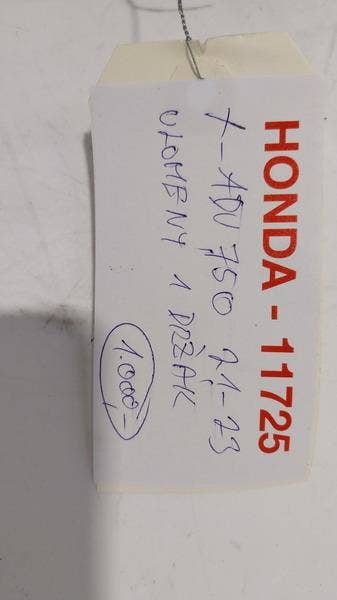 HONDA - 11725
X-ADV 750 21-23
ULOMENÝ 1 DRŽÁK
1.000,-